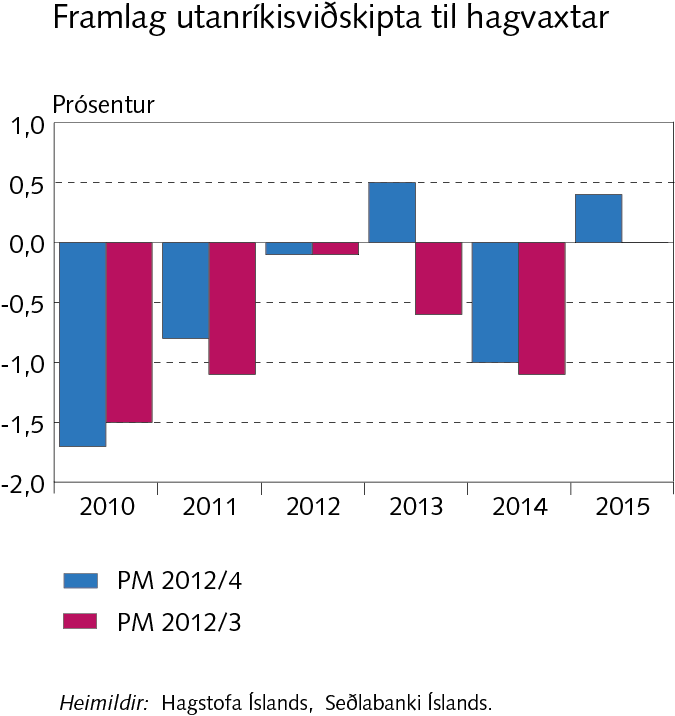 Framlag utanríkisviðskipta til hagvaxtar
Prósentur
1,0
0,5
0,0
-0,5
-1,0
-1,5
-2,0
2010 2011 2012 2013 2014 2015
PM 2012/4
PM 2012/3
Heimildir: Hagstofa Íslands, Seðlabanki Íslands.